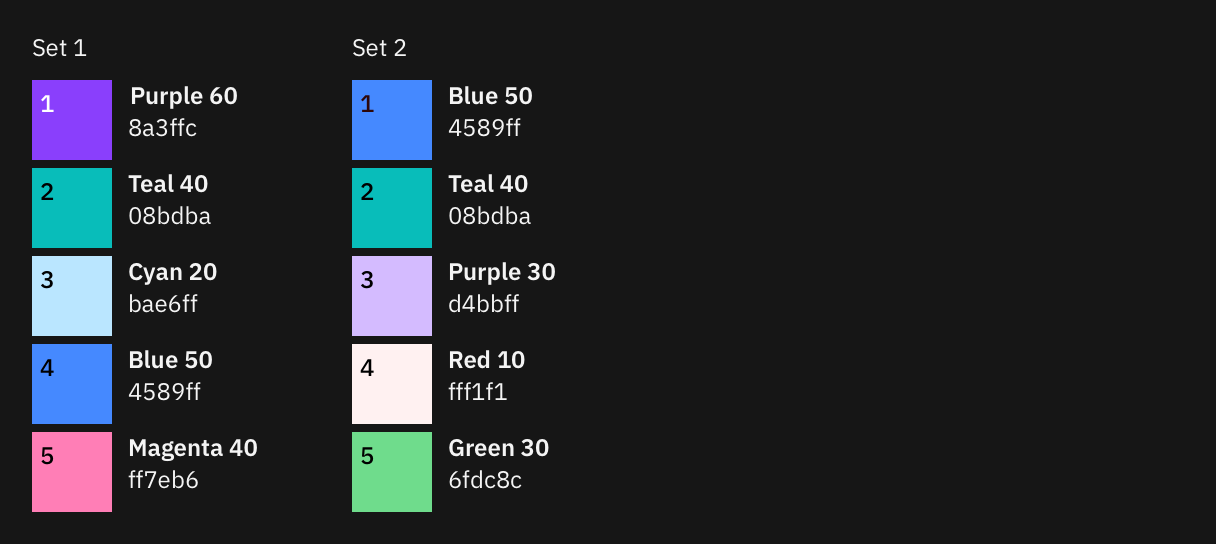 Set 1
1
Purple 60
8a3ffc
2
Teal 40
08bdba
3
Cyan 20
bae6ff
4
Blue 50
4589ff
5
Magenta 40
ff7eb6
Set 2
1
Blue 50
4589ff
2
Teal 40
08bdba
3
Purple 30
d4bbff
4
Red 10
fff1f1
5
Green 30
6fdc8c